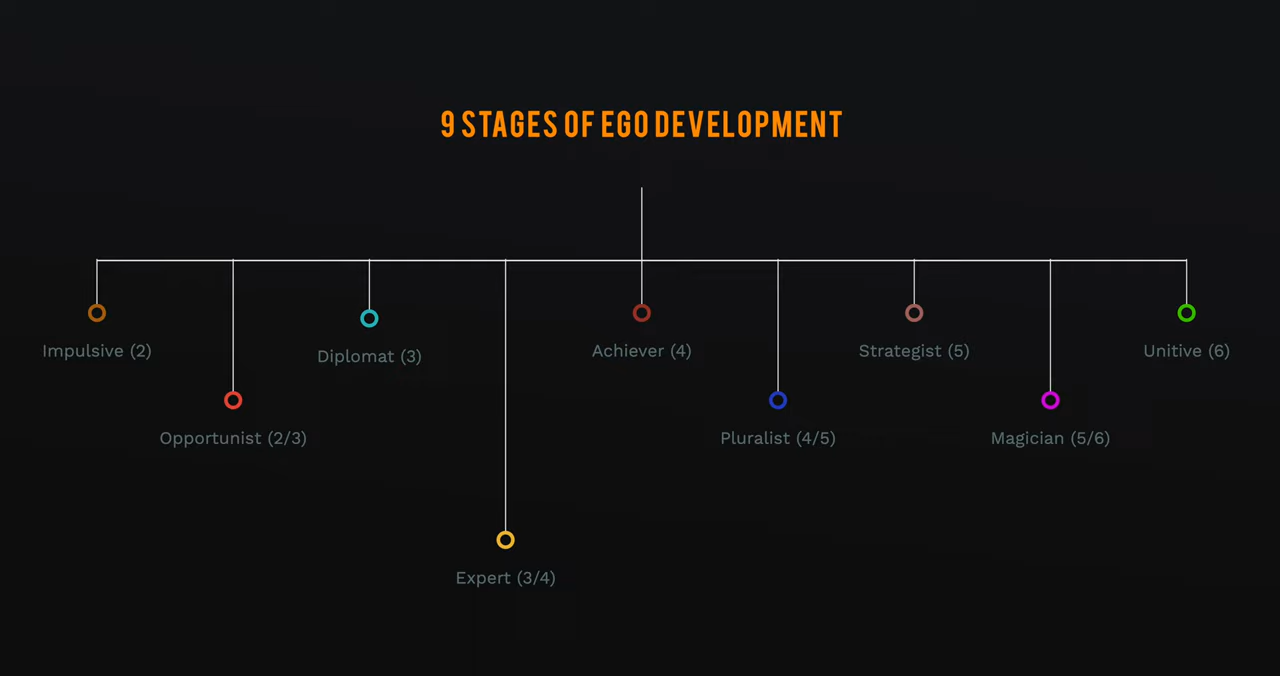 9 STAGES OF EGO DEVELOPMENT
Impulsive (2)
Opportunist (2/3)
Diplomat (3)
Expert (3/4)
Achiever (4)
Pluralist (4/5)
Strategist (5)
Magician (5/6)
Unitive (6)